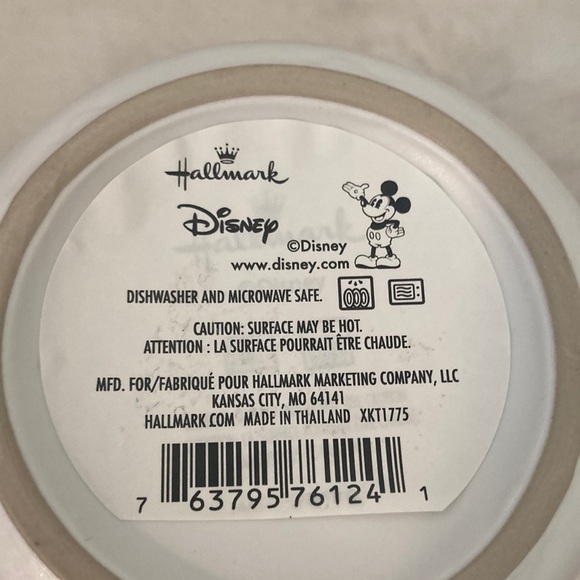 Hallmark
Disney
©Disney
www.disney.com
DISHWASHER AND MICROWAVE SAFE.
CAUTION: SURFACE MAY BE HOT.
ATTENTION : LA SURFACE POURRAIT ÊTRE CHAUDE.
MFD. FOR/FABRIQUÉ POUR HALLMARK MARKETING COMPANY, LLC
KANSAS CITY, MO 64141
HALLMARK.COM MADE IN THAILAND XKT1775
7 63795 76124 1